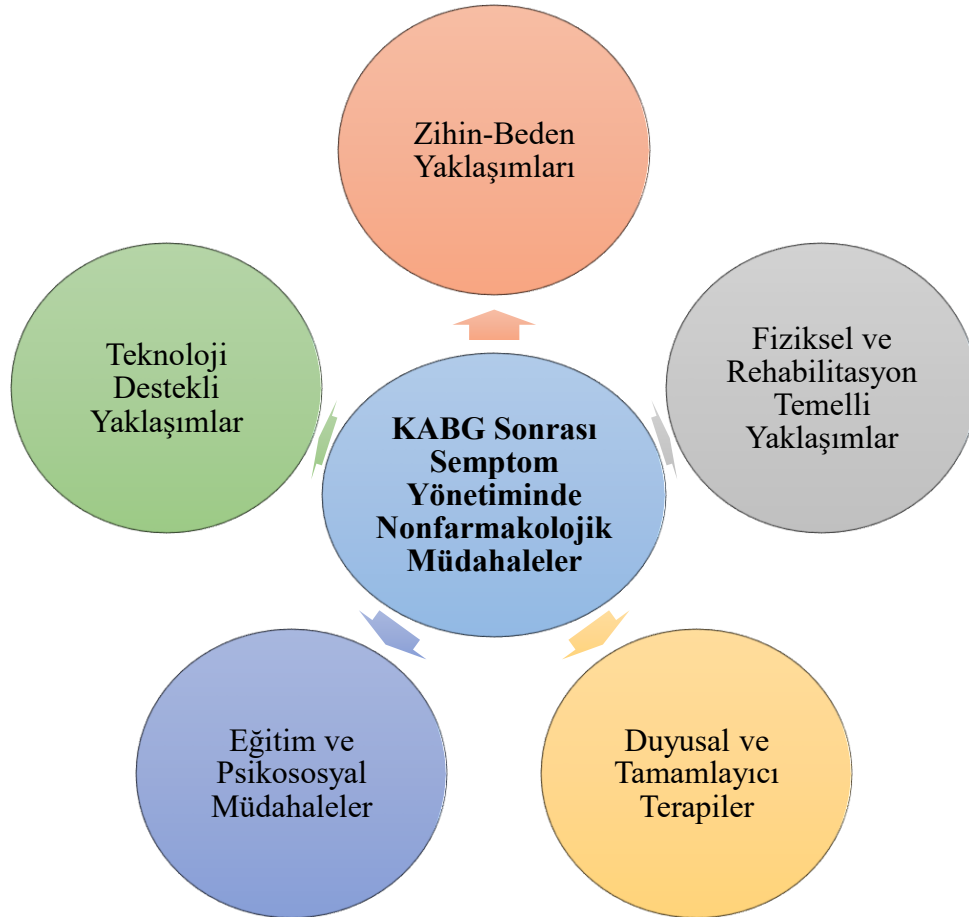 Zihin-Beden
Yaklaşımları
Teknoloji
Destekli
Yaklaşımlar
Fiziksel ve
Rehabilitasyon
Temelli
Yaklaşımlar
KABG Sonrası
Semptom
Yönetiminde
Nonfarmakolojik
Müdahaleler
Eğitim ve
Psikososyal
Müdahaleler
Duyusal ve
Tamamlayıcı
Terapiler